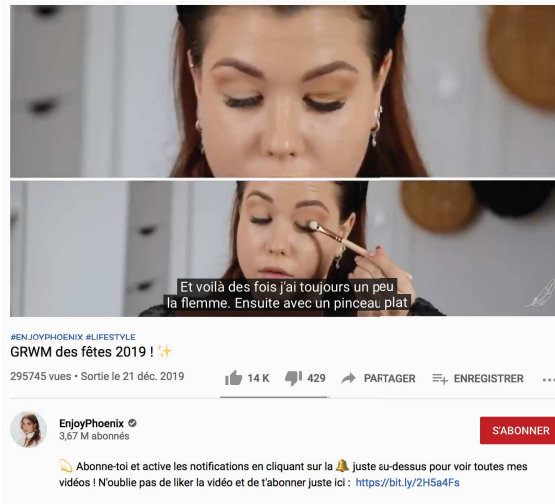 Et voilà des fois j'ai toujours un peu
la flemme. Ensuite avec un pinceau plat
#ENJOYPHOENIX #LIFESTYLE
GRWM des fêtes 2019 ! ✨
295745 vues • Sortie le 21 déc. 2019
14 K 429 PARTAGER ENREGISTRER ...
EnjoyPhoenix
3,67 M abonnés
S'ABONNER
💫 Abonne-toi et active les notifications en cliquant sur la 🔔 juste au-dessus pour voir toutes mes
vidéos ! N'oublie pas de liker la vidéo et de t'abonner juste ici : https://bit.ly/2H5a4Fs